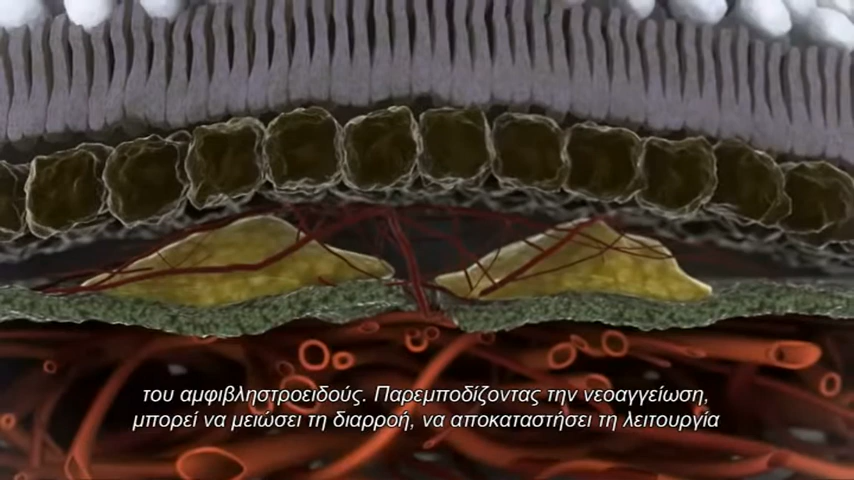 του αμφιβληστροειδούς. Παρεμποδίζοντας την νεοαγγείωση,
μπορεί να μειώσει τη διαρροή, να αποκαταστήσει τη λειτουργία